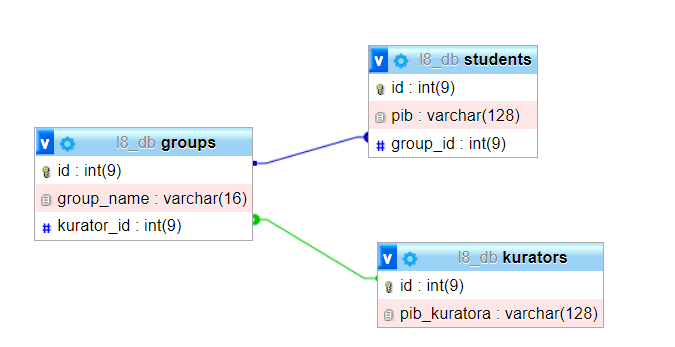 v l8_db groups
id : int(9)
group_name : varchar(16)
# kurator_id : int(9)
v l8_db students
id : int(9)
pib : varchar(128)
# group_id : int(9)
v l8_db kurators
id : int(9)
pib_kuratora : varchar(128)